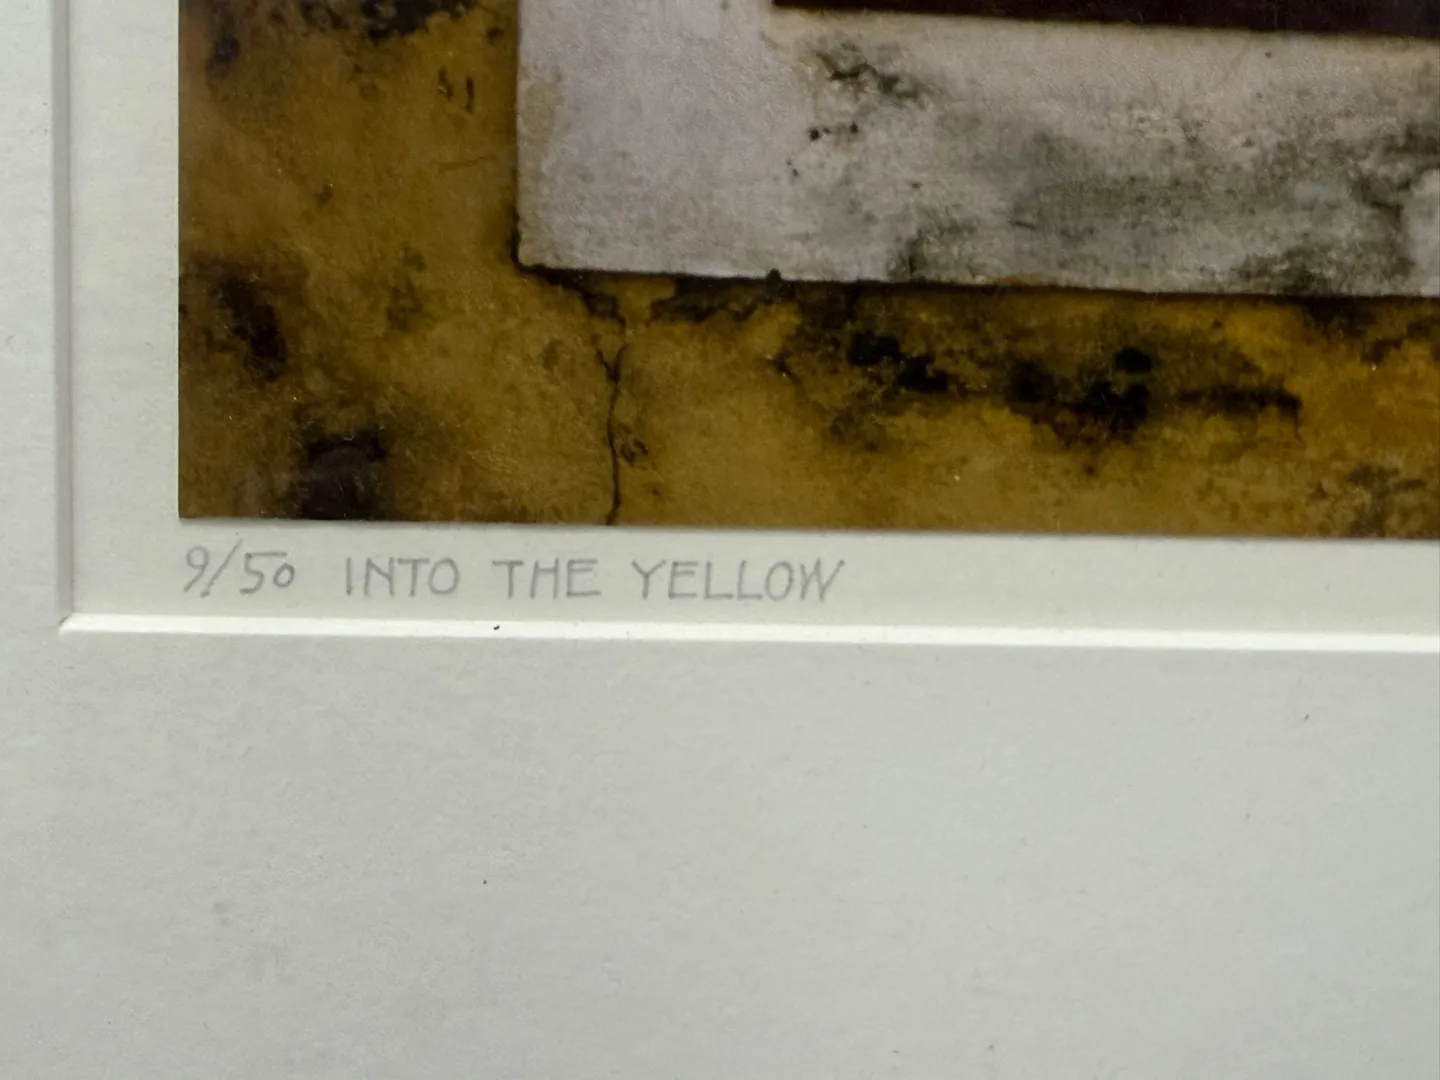 9/50 INTO THE YELLOW